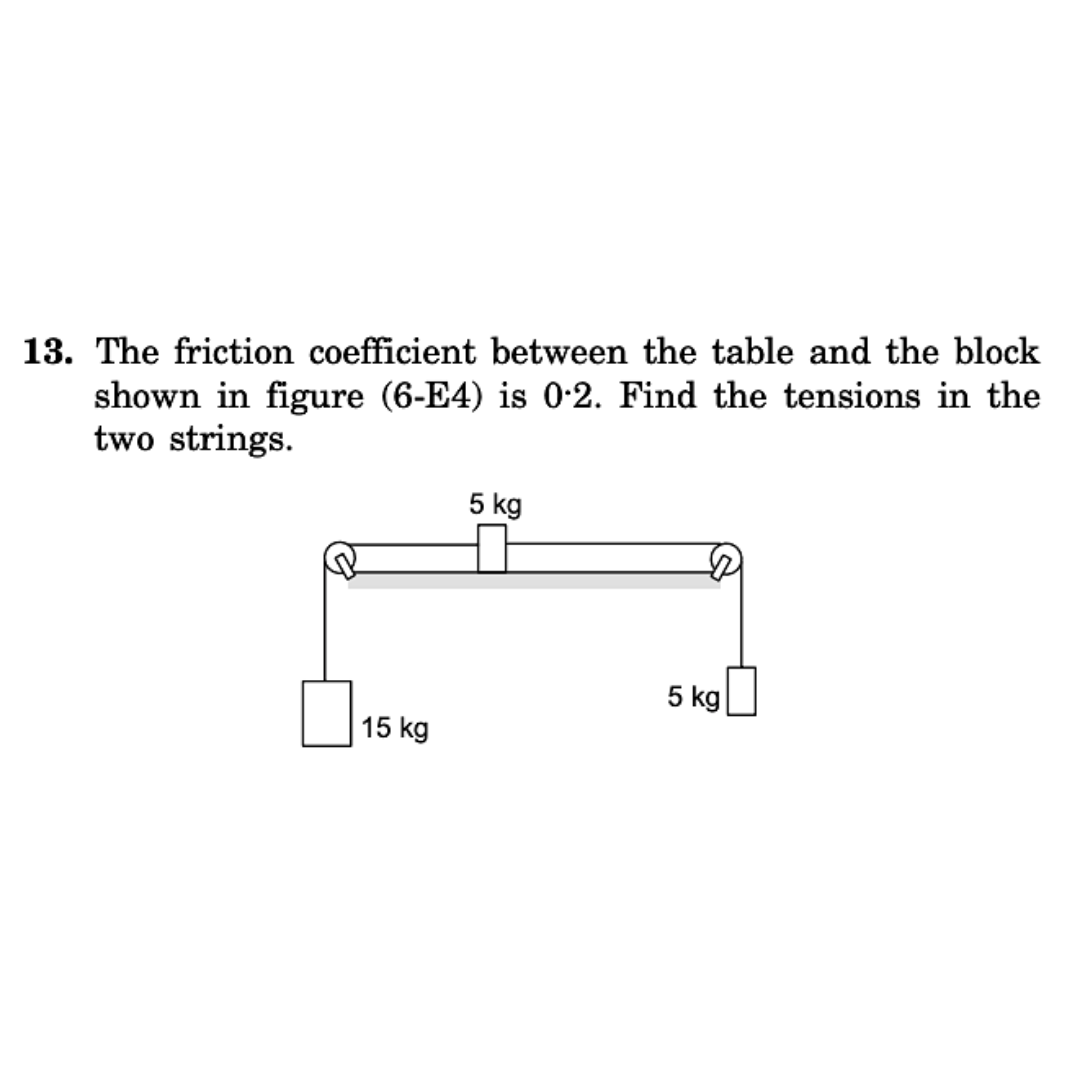 13. The friction coefficient between the table and the block
shown in figure (6-E4) is 0·2. Find the tensions in the
two strings.
5 kg
5 kg
15 kg